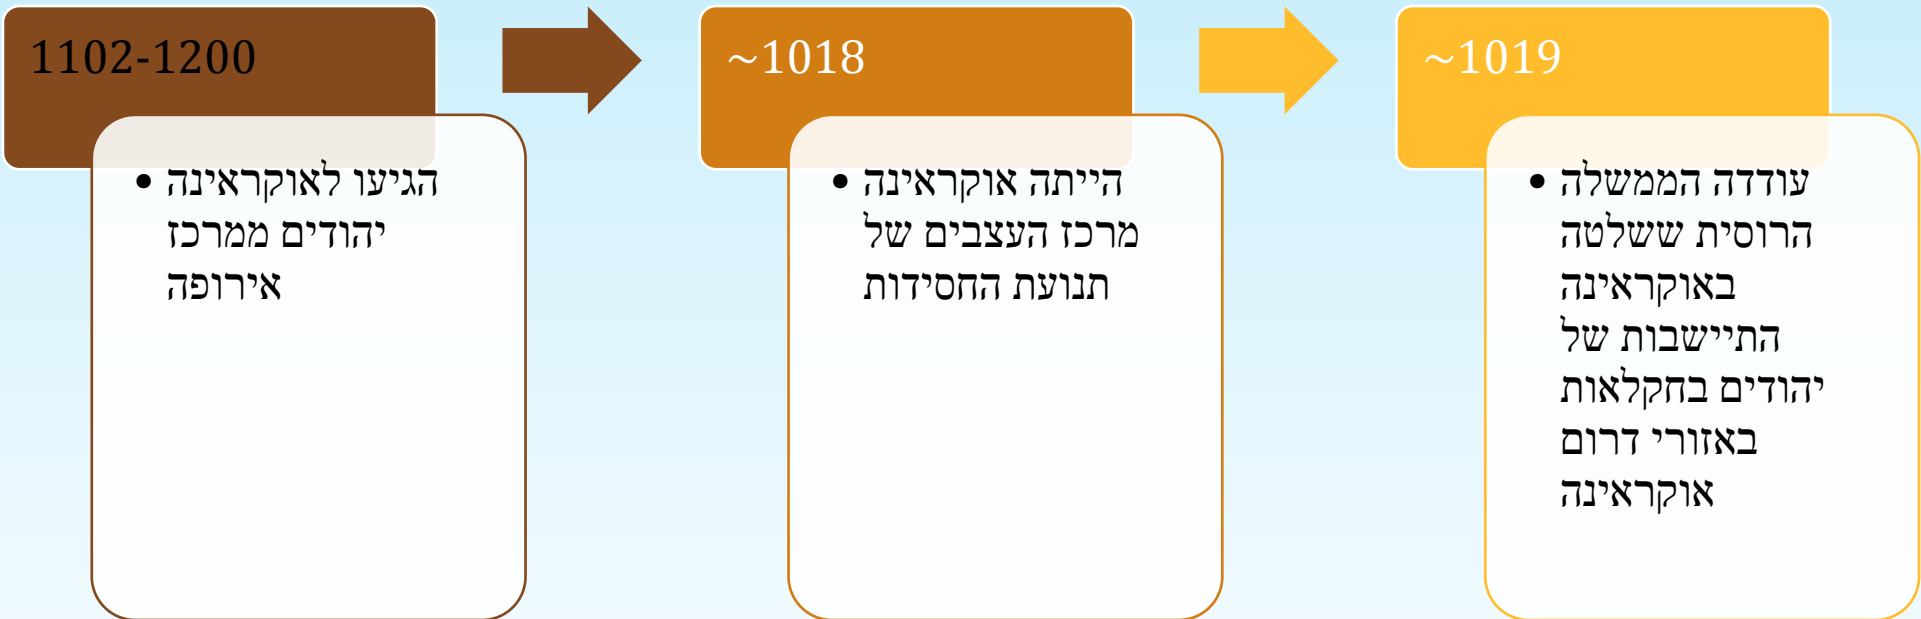 1102-1200
• הגיעו לאוקראינה
יהודים ממרכז
אירופה
~1018
• הייתה אוקראינה
מרכז העצבים של
תנועת החסידות
~1019
• עודדה הממשלה
הרוסית ששלטה
באוקראינה
התיישבות של
יהודים בחקלאות
באזורי דרום
אוקראינה